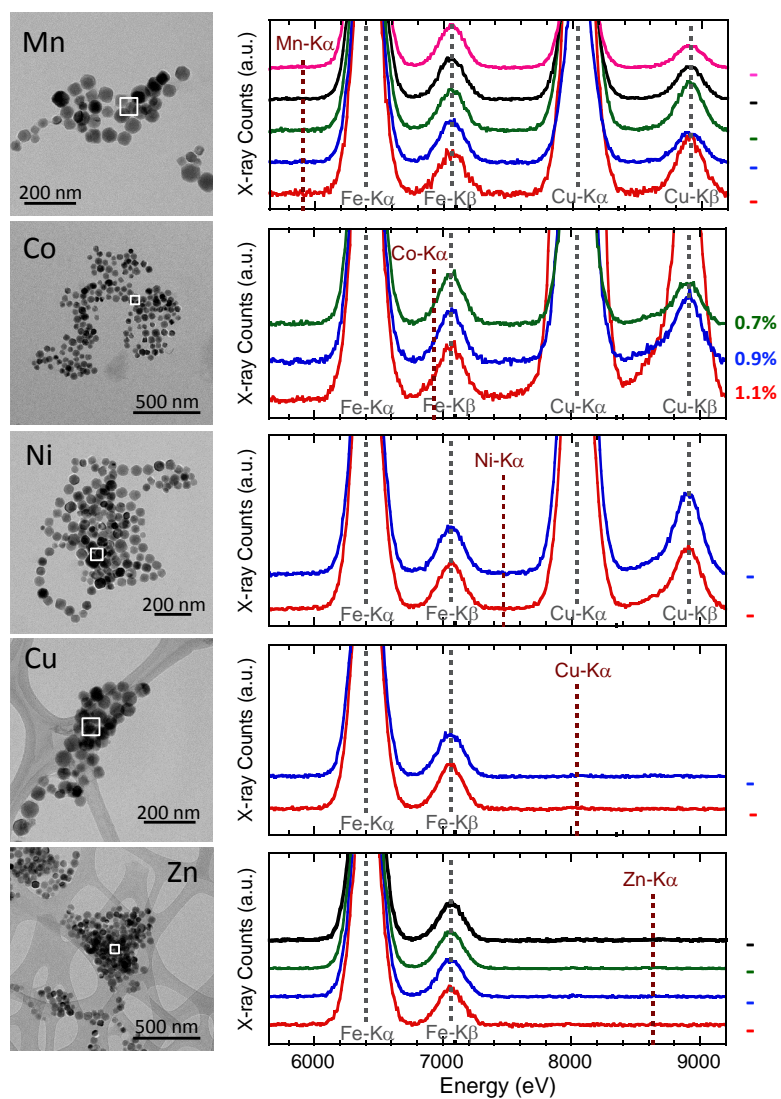 Mn
200 nm
X-ray Counts (a.u.)
Mn-Kα
Fe-Kα
Fe-Kβ
Cu-Kα
Cu-Kβ
-
-
-
-
-
Co
500 nm
X-ray Counts (a.u.)
Co-Kα
Fe-Kα
Fe-Kβ
Cu-Kα
Cu-Kβ
0.7%
0.9%
1.1%
Ni
200 nm
X-ray Counts (a.u.)
Ni-Kα
Fe-Kα
Fe-Kβ
Cu-Kα
Cu-Kβ
-
-
Cu
200 nm
X-ray Counts (a.u.)
Cu-Kα
Fe-Kα
Fe-Kβ
-
-
Zn
500 nm
X-ray Counts (a.u.)
Zn-Kα
Fe-Kα
Fe-Kβ
-
-
-
-
6000 7000 8000 9000
Energy (eV)